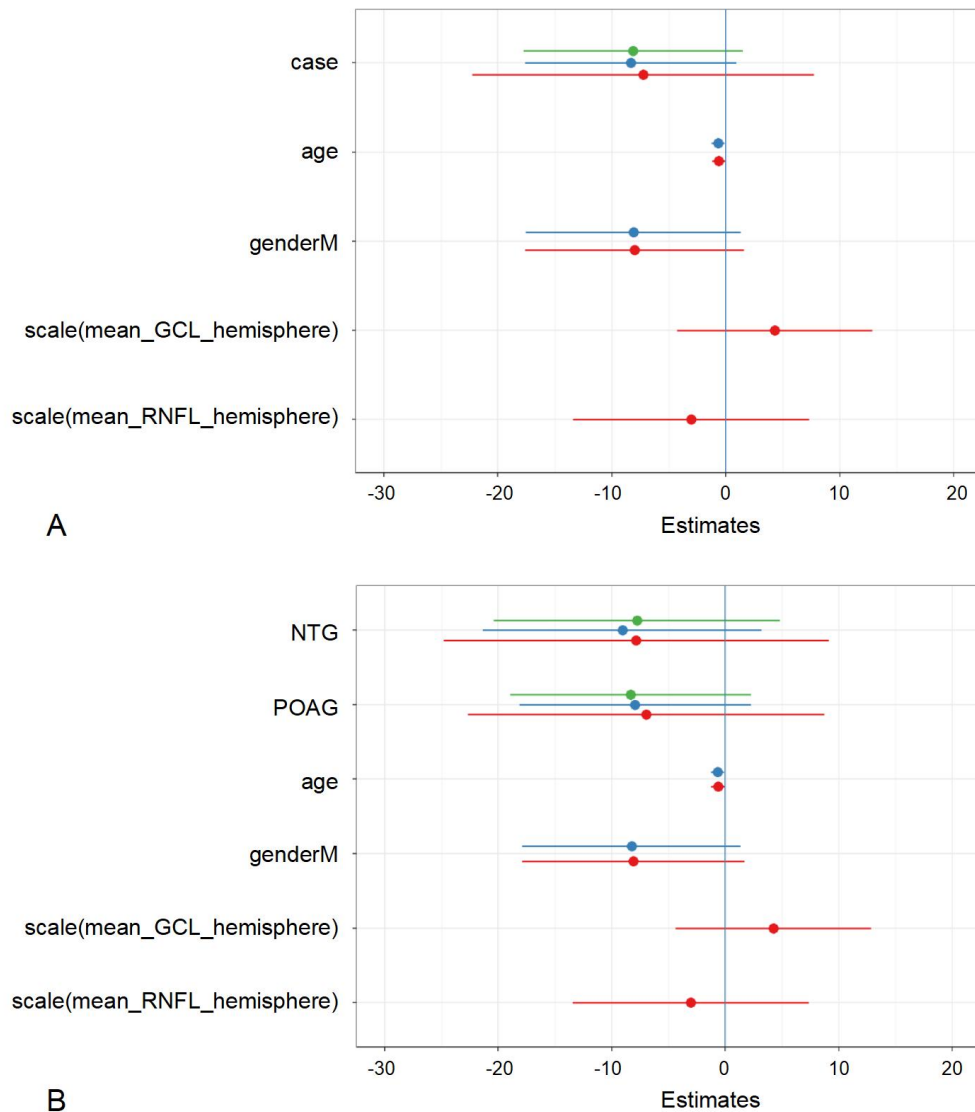 case
age
genderM
scale(mean_GCL_hemisphere)
scale(mean_RNFL_hemisphere)
-30 -20 -10 0 10 20
Estimates
A
NTG
POAG
age
genderM
scale(mean_GCL_hemisphere)
scale(mean_RNFL_hemisphere)
-30 -20 -10 0 10 20
Estimates
B